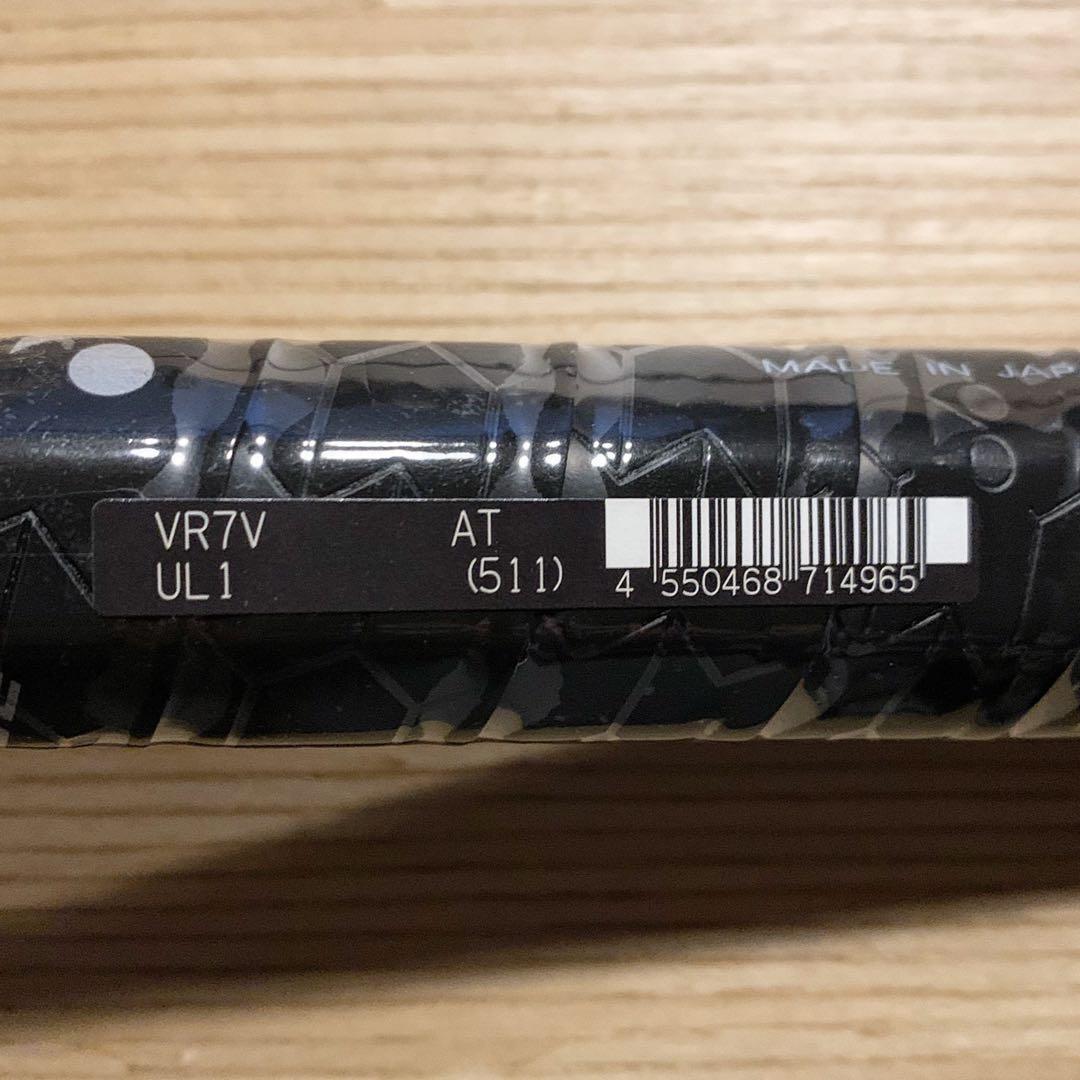 MADE IN JAP
VR7V AT
UL1 (511)
4 550468 714965